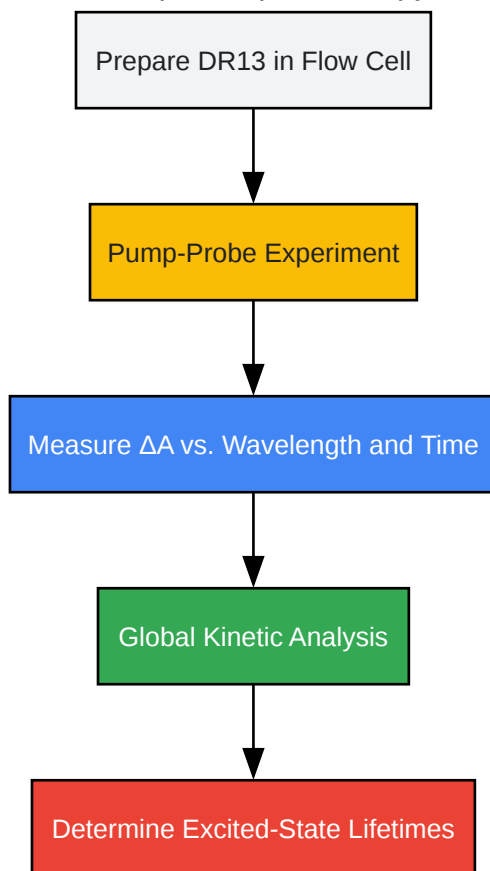 Prepare DR13 in Flow Cell
Pump-Probe Experiment
Measure ΔA vs. Wavelength and Time
Global Kinetic Analysis
Determine Excited-State Lifetimes